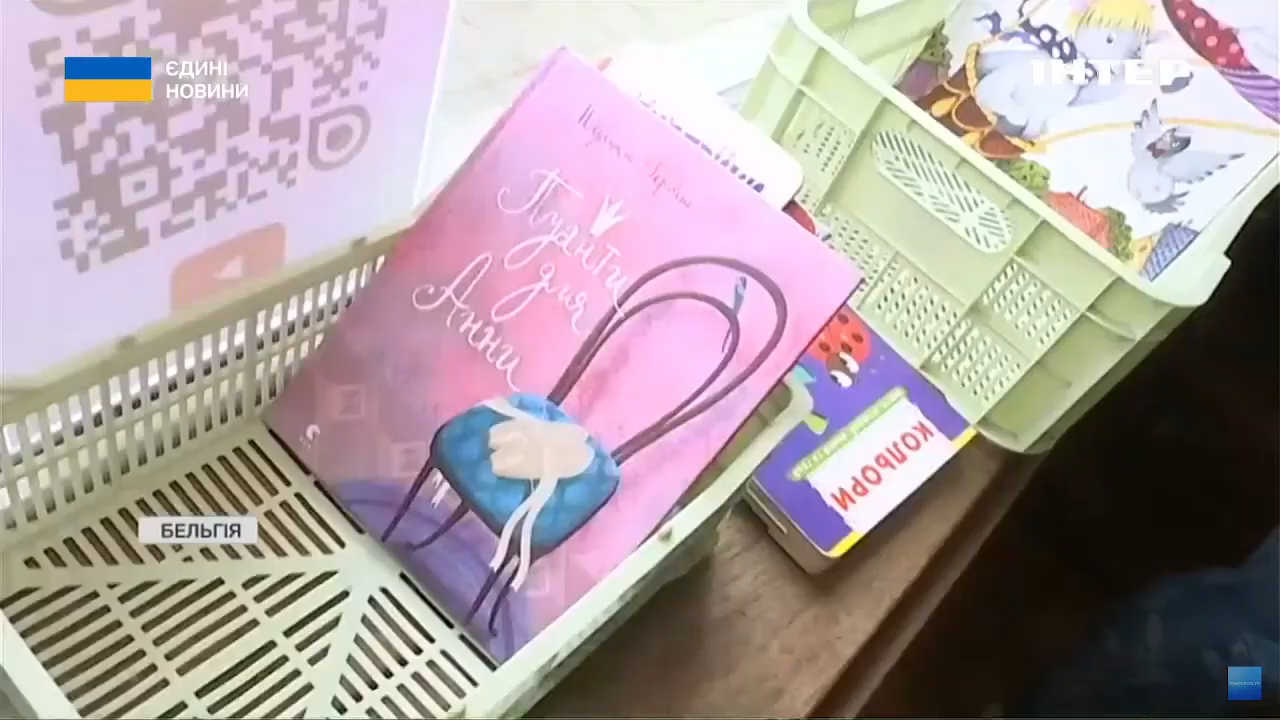 ЄДИНІ
НОВИНИ
ІНТЕР
Пуанти
для
Анни
КОЛЬОРИ
БЕЛЬГІЯ